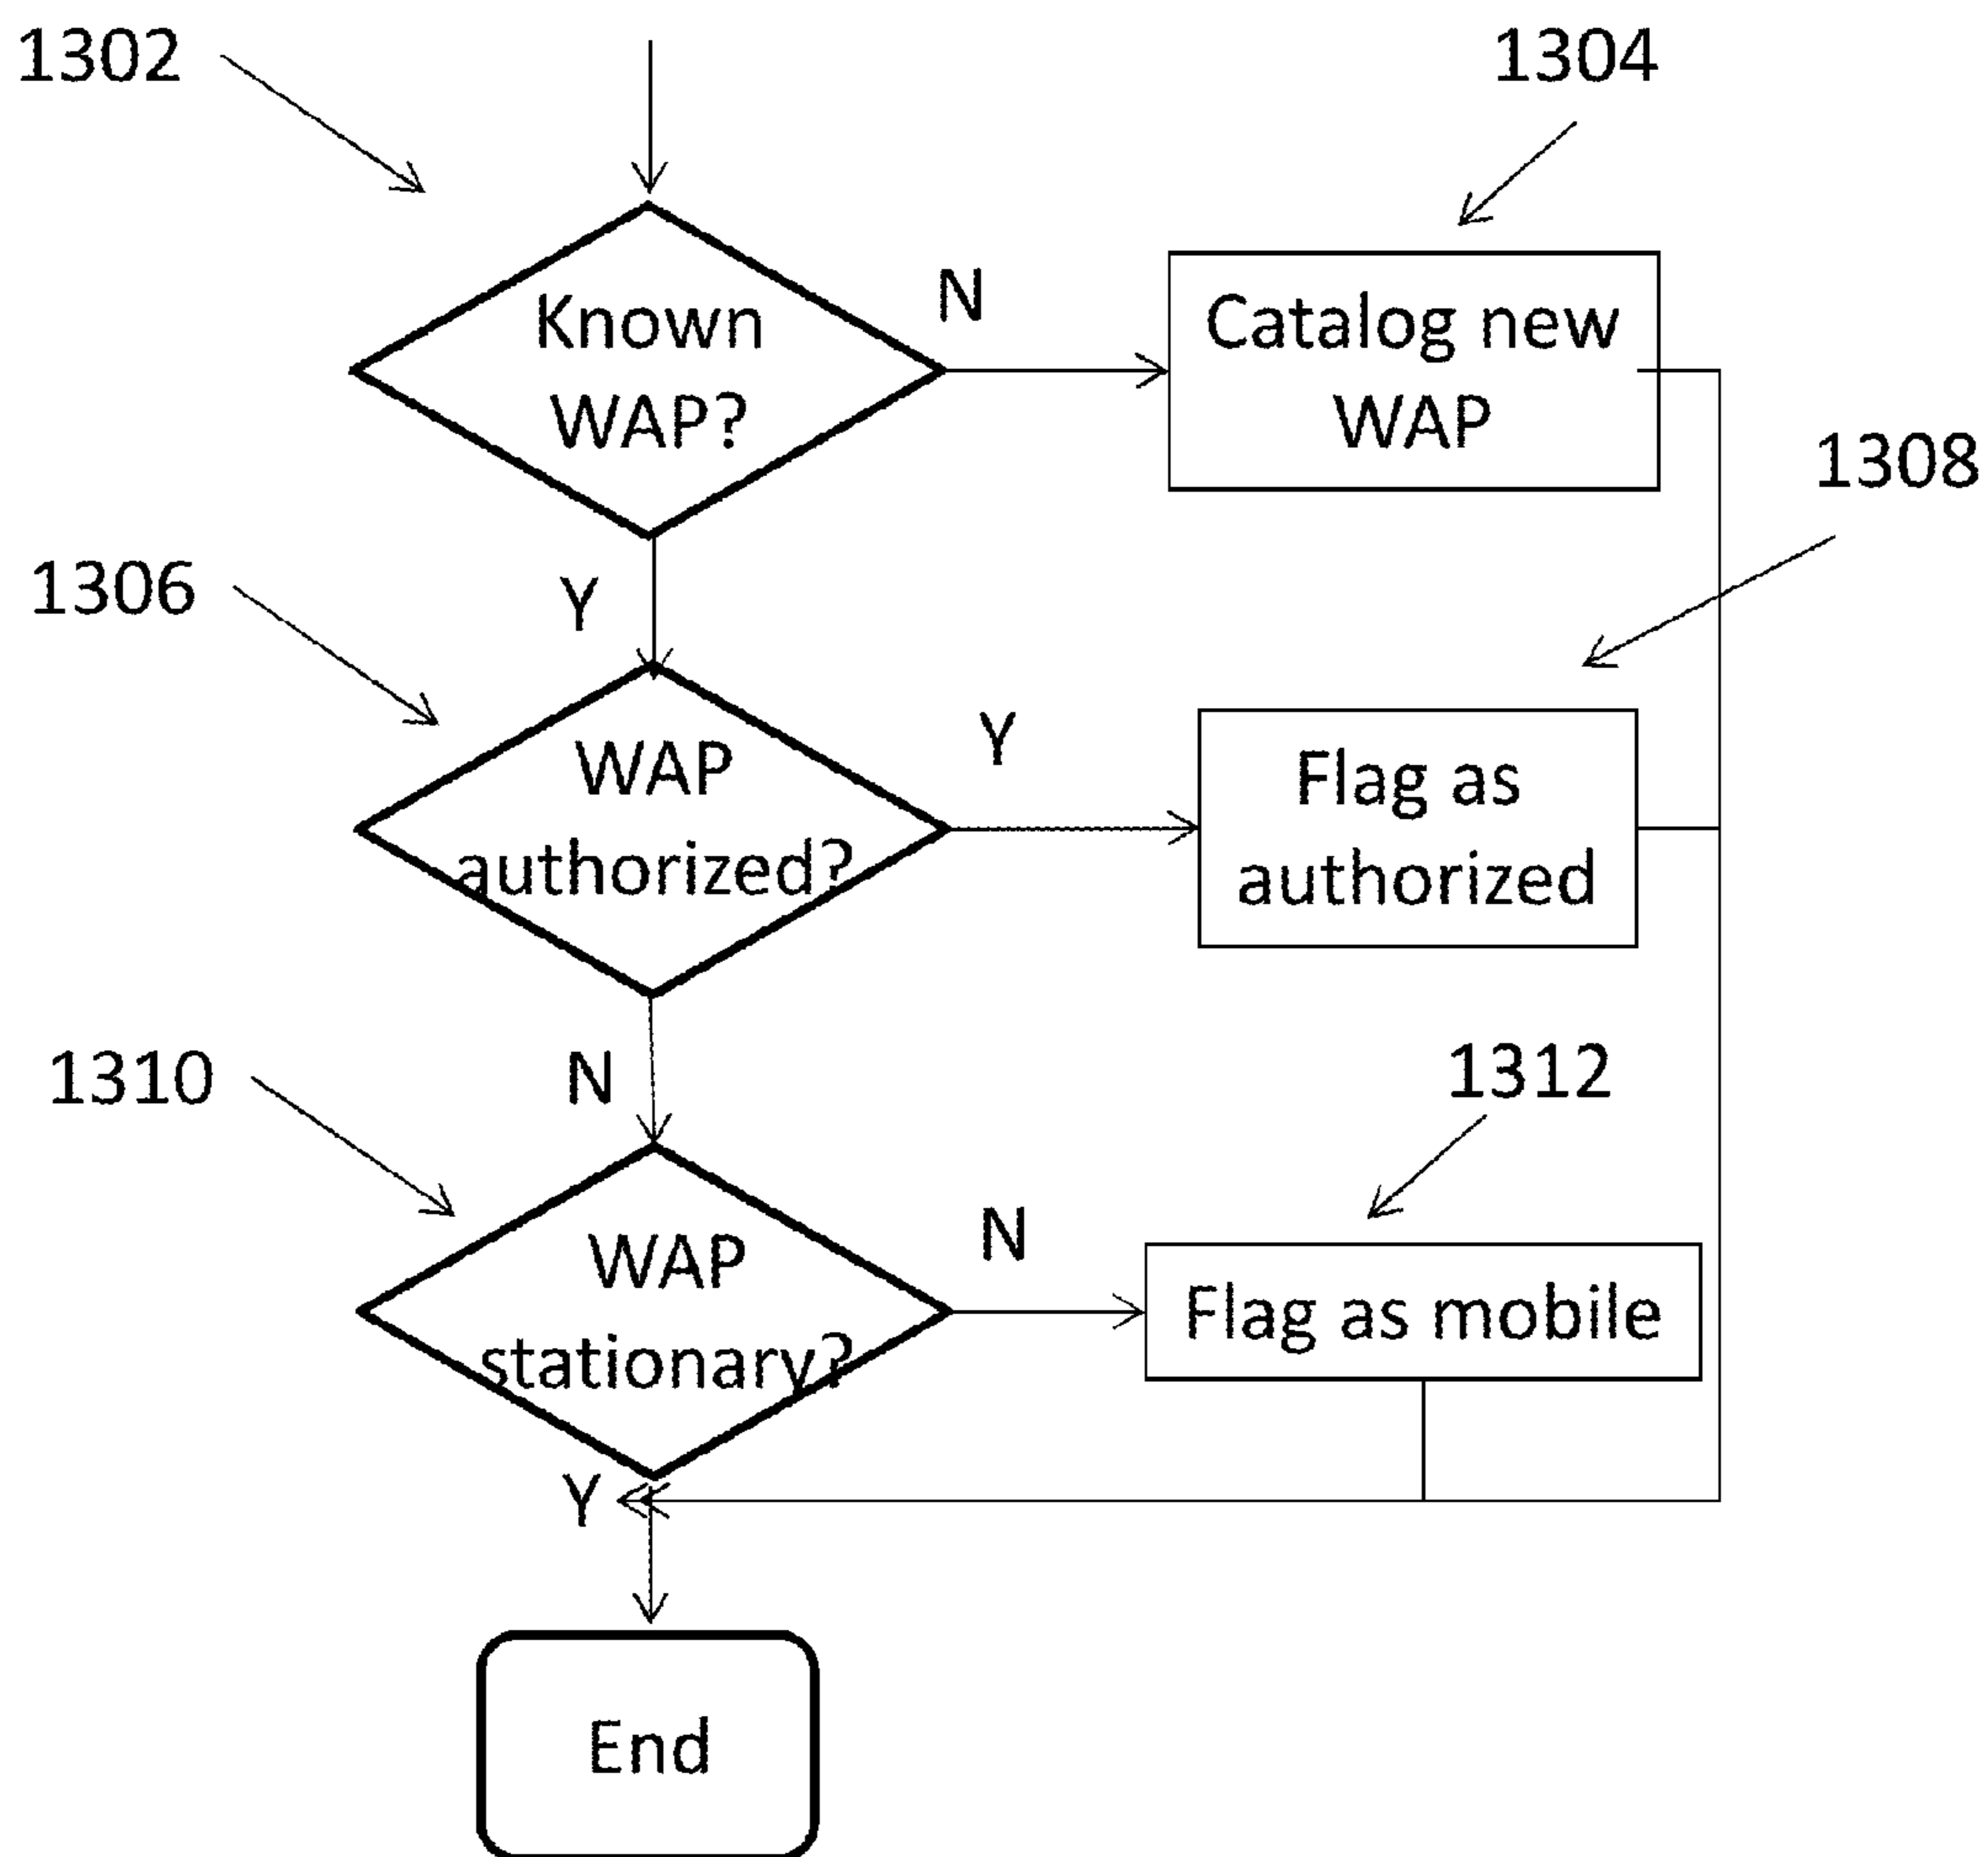 1302
1304
N
Known
WAP?
Catalog new
WAP
1308
1306
Y
Y
WAP
authorized?
Flag as
authorized
1310
N
1312
N
WAP
stationary?
Flag as mobile
Y
End